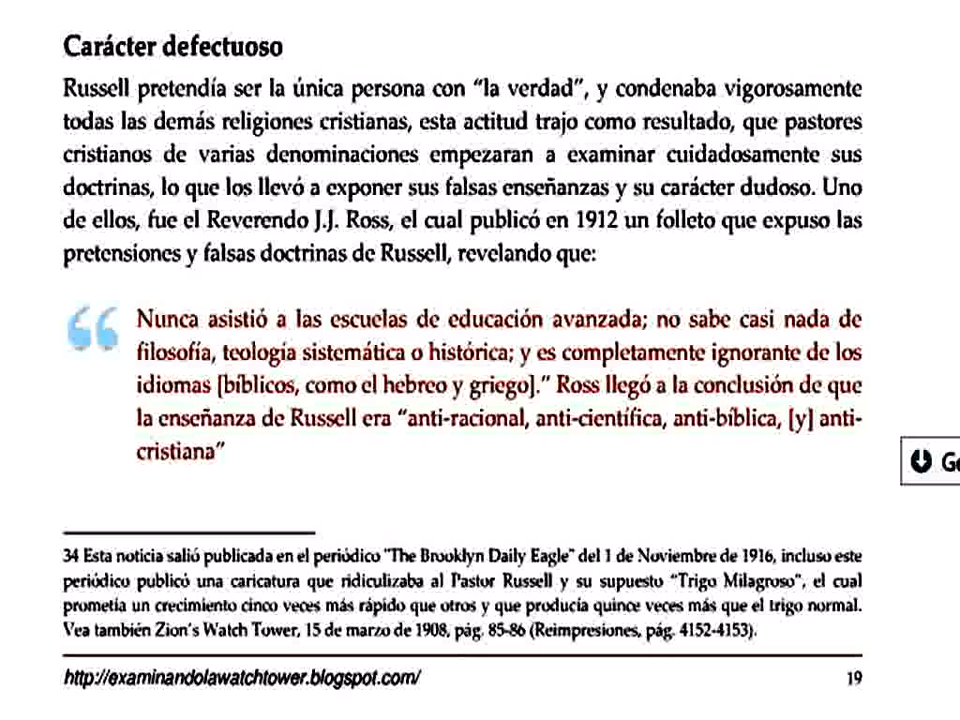 Carácter defectuoso
Russell pretendía ser la única persona con "la verdad", y condenaba vigorosamente
todas las demás religiones cristianas, esta actitud trajo como resultado, que pastores
cristianos de varias denominaciones empezaran a examinar cuidadosamente sus
doctrinas, lo que los llevó a exponer sus falsas enseñanzas y su carácter dudoso. Uno
de ellos, fue el Reverendo J.J. Ross, el cual publicó en 1912 un folleto que expuso las
pretensiones y falsas doctrinas de Russell, revelando que:
“ Nunca asistió a las escuelas de educación avanzada; no sabe casi nada de
filosofía, teología sistemática o histórica; y es completamente ignorante de los
idiomas [bíblicos, como el hebreo y griego]." Ross llegó a la conclusión de que
la enseñanza de Russell era "anti-racional, anti-científica, anti-bíblica, [y] anti-
cristiana"
34 Esta noticia salió publicada en el periódico "The Brooklyn Daily Eagle" del 1 de Noviembre de 1916, incluso este
periódico publicó una caricatura que ridiculizaba al Pastor Russell y su supuesto "Trigo Milagroso", el cual
prometía un crecimiento cinco veces más rápido que otros y que producía quince veces más que el trigo normal.
Vea también Zion's Watch Tower, 15 de marzo de 1908, pág. 85-86 (Reimpresiones, pág. 4152-4153).
http://examinandolawatchtower.blogspot.com/ 19